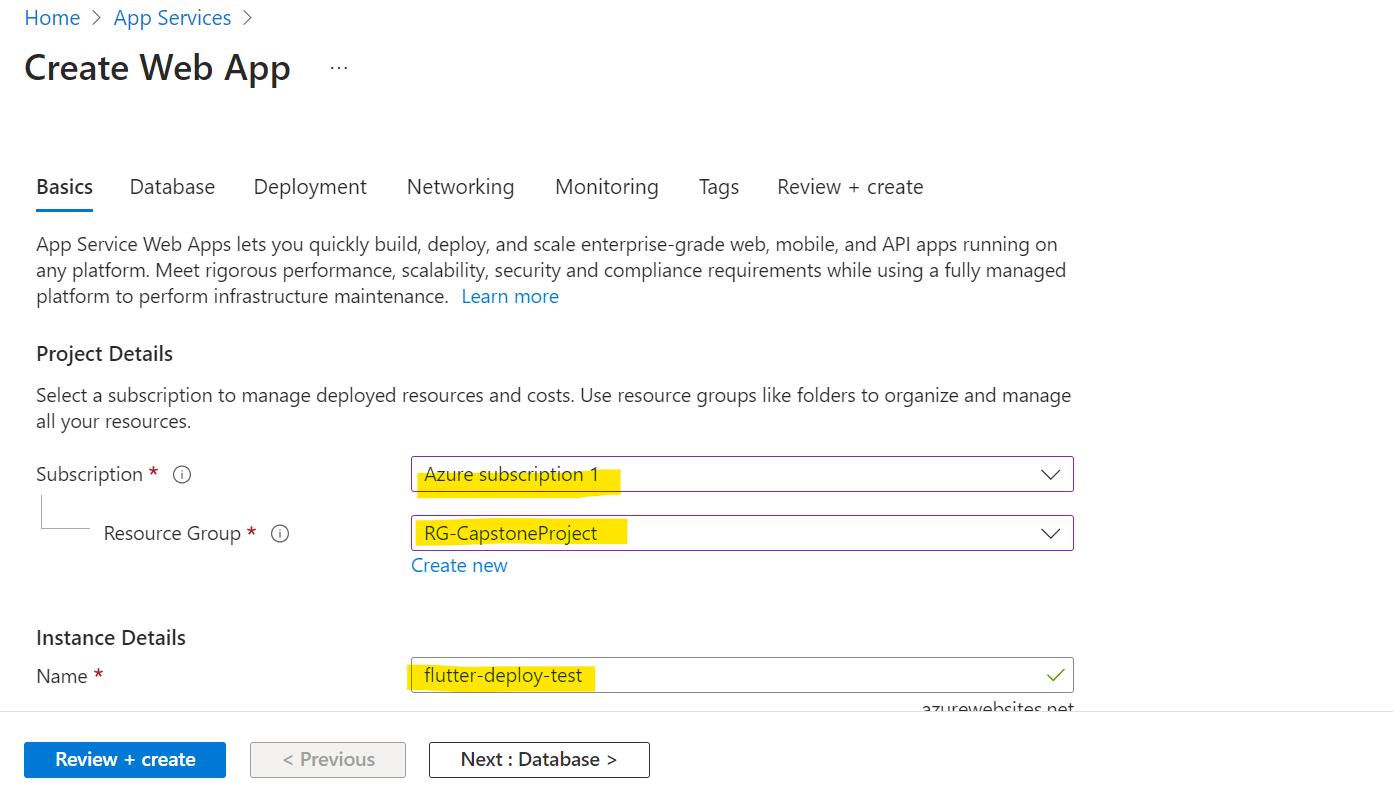 Home > App Services >
Create Web App ...
Basics Database Deployment Networking Monitoring Tags Review + create
App Service Web Apps lets you quickly build, deploy, and scale enterprise-grade web, mobile, and API apps running on
any platform. Meet rigorous performance, scalability, security and compliance requirements while using a fully managed
platform to perform infrastructure maintenance. Learn more
Project Details
Select a subscription to manage deployed resources and costs. Use resource groups like folders to organize and manage
all your resources.
Subscription * Azure subscription 1
Resource Group * RG-CapstoneProject
Create new
Instance Details
Name * flutter-deploy-test
.azurewebsites.net
Review + create < Previous Next : Database >